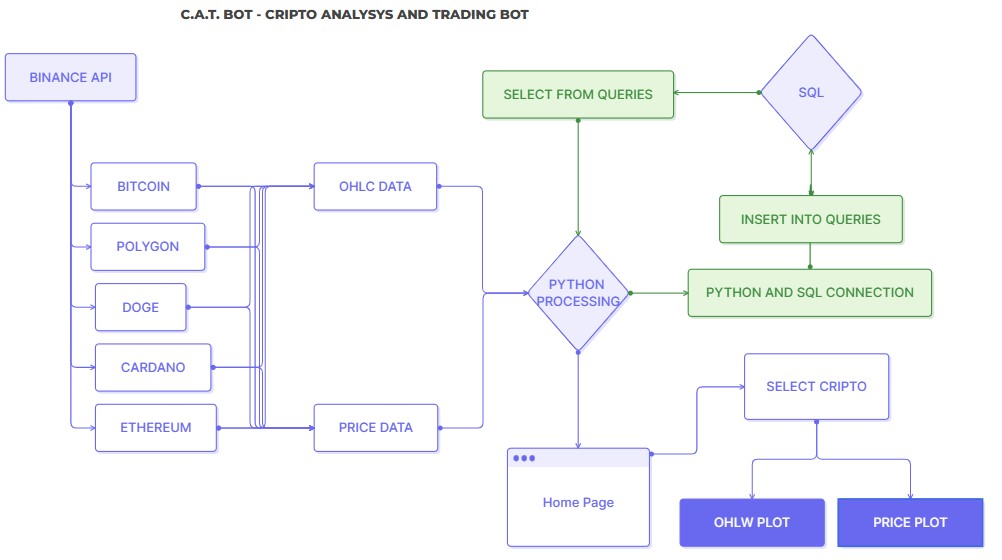 C.A.T. BOT - CRIPTO ANALYSYS AND TRADING BOT
BINANCE API
SELECT FROM QUERIES
SQL
BITCOIN
OHLC DATA
POLYGON
INSERT INTO QUERIES
DOGE
PYTHON
PROCESSING
PYTHON AND SQL CONNECTION
CARDANO
SELECT CRIPTO
ETHEREUM
PRICE DATA
Home Page
OHLW PLOT
PRICE PLOT